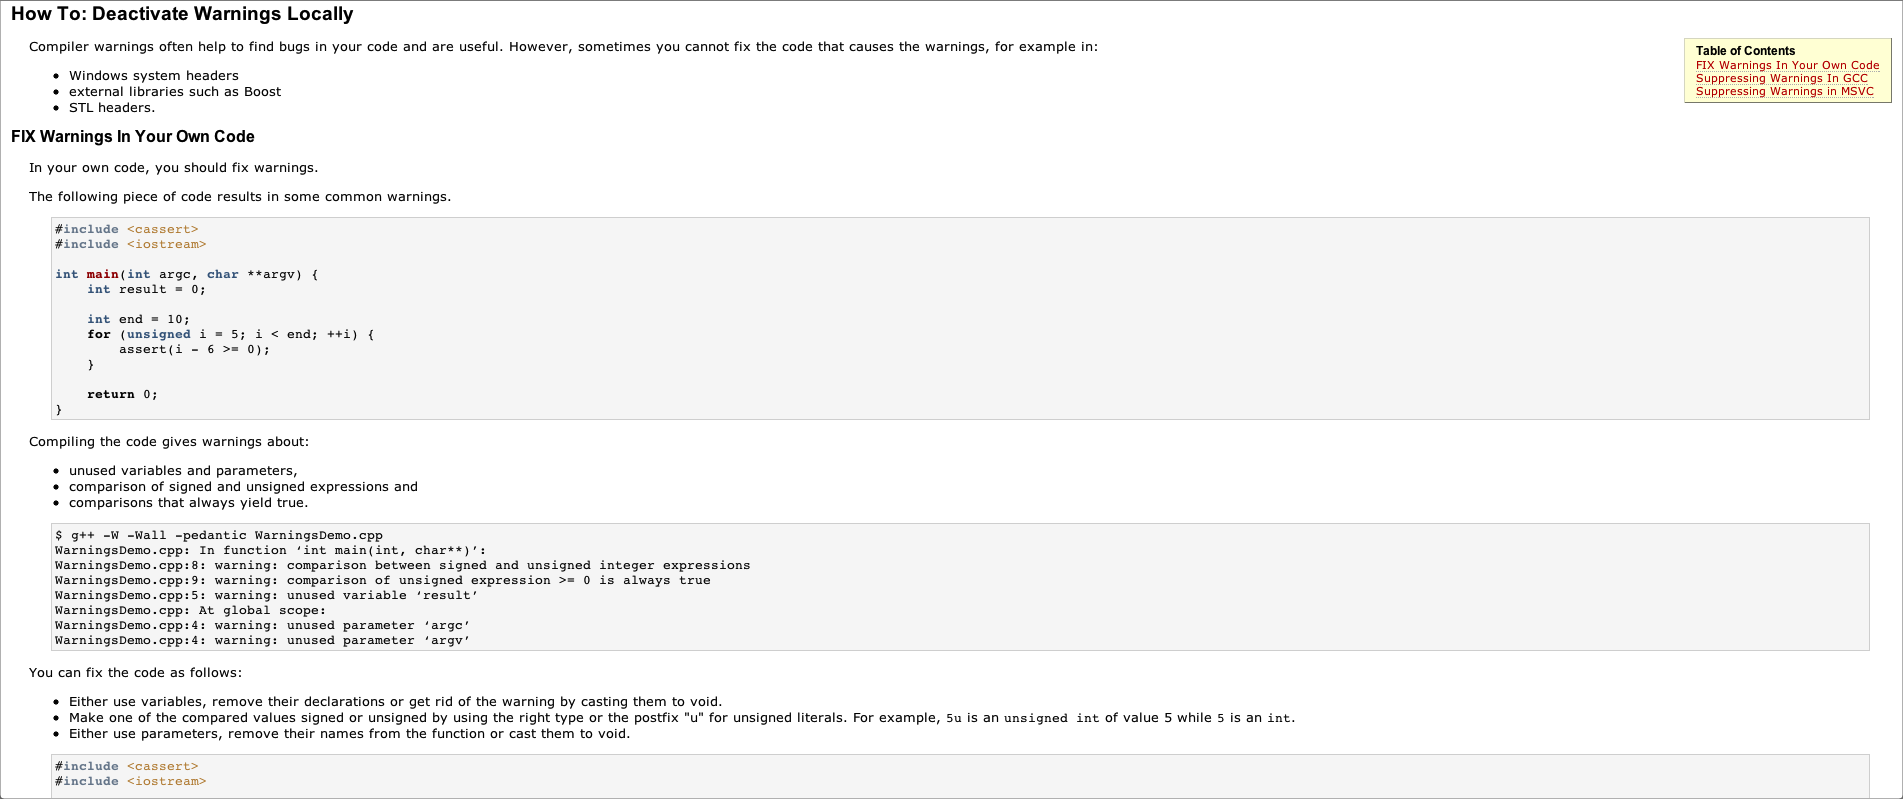 How To: Deactivate Warnings Locally
Compiler warnings often help to find bugs in your code and are useful. However, sometimes you cannot fix the code that causes the warnings, for example in:
Table of Contents
FIX Warnings In Your Own Code
Suppressing Warnings In GCC
Suppressing Warnings in MSVC
• Windows system headers
• external libraries such as Boost
• STL headers.
FIX Warnings In Your Own Code
In your own code, you should fix warnings.
The following piece of code results in some common warnings.
#include <cassert>
#include <iostream>
int main(int argc, char **argv) {
    int result = 0;
    int end = 10;
    for (unsigned i = 5; i < end; ++i) {
        assert(i - 6 >= 0);
    }
    return 0;
}
Compiling the code gives warnings about:
• unused variables and parameters,
• comparison of signed and unsigned expressions and
• comparisons that always yield true.
$ g++ -W -Wall -pedantic WarningsDemo.cpp
WarningsDemo.cpp: In function ‘int main(int, char**)’:
WarningsDemo.cpp:8: warning: comparison between signed and unsigned integer expressions
WarningsDemo.cpp:9: warning: comparison of unsigned expression >= 0 is always true
WarningsDemo.cpp:5: warning: unused variable ‘result’
WarningsDemo.cpp: At global scope:
WarningsDemo.cpp:4: warning: unused parameter ‘argc’
WarningsDemo.cpp:4: warning: unused parameter ‘argv’
You can fix the code as follows:
• Either use variables, remove their declarations or get rid of the warning by casting them to void.
• Make one of the compared values signed or unsigned by using the right type or the postfix "u" for unsigned literals. For example, 5u is an unsigned int of value 5 while 5 is an int.
• Either use parameters, remove their names from the function or cast them to void.
#include <cassert>
#include <iostream>